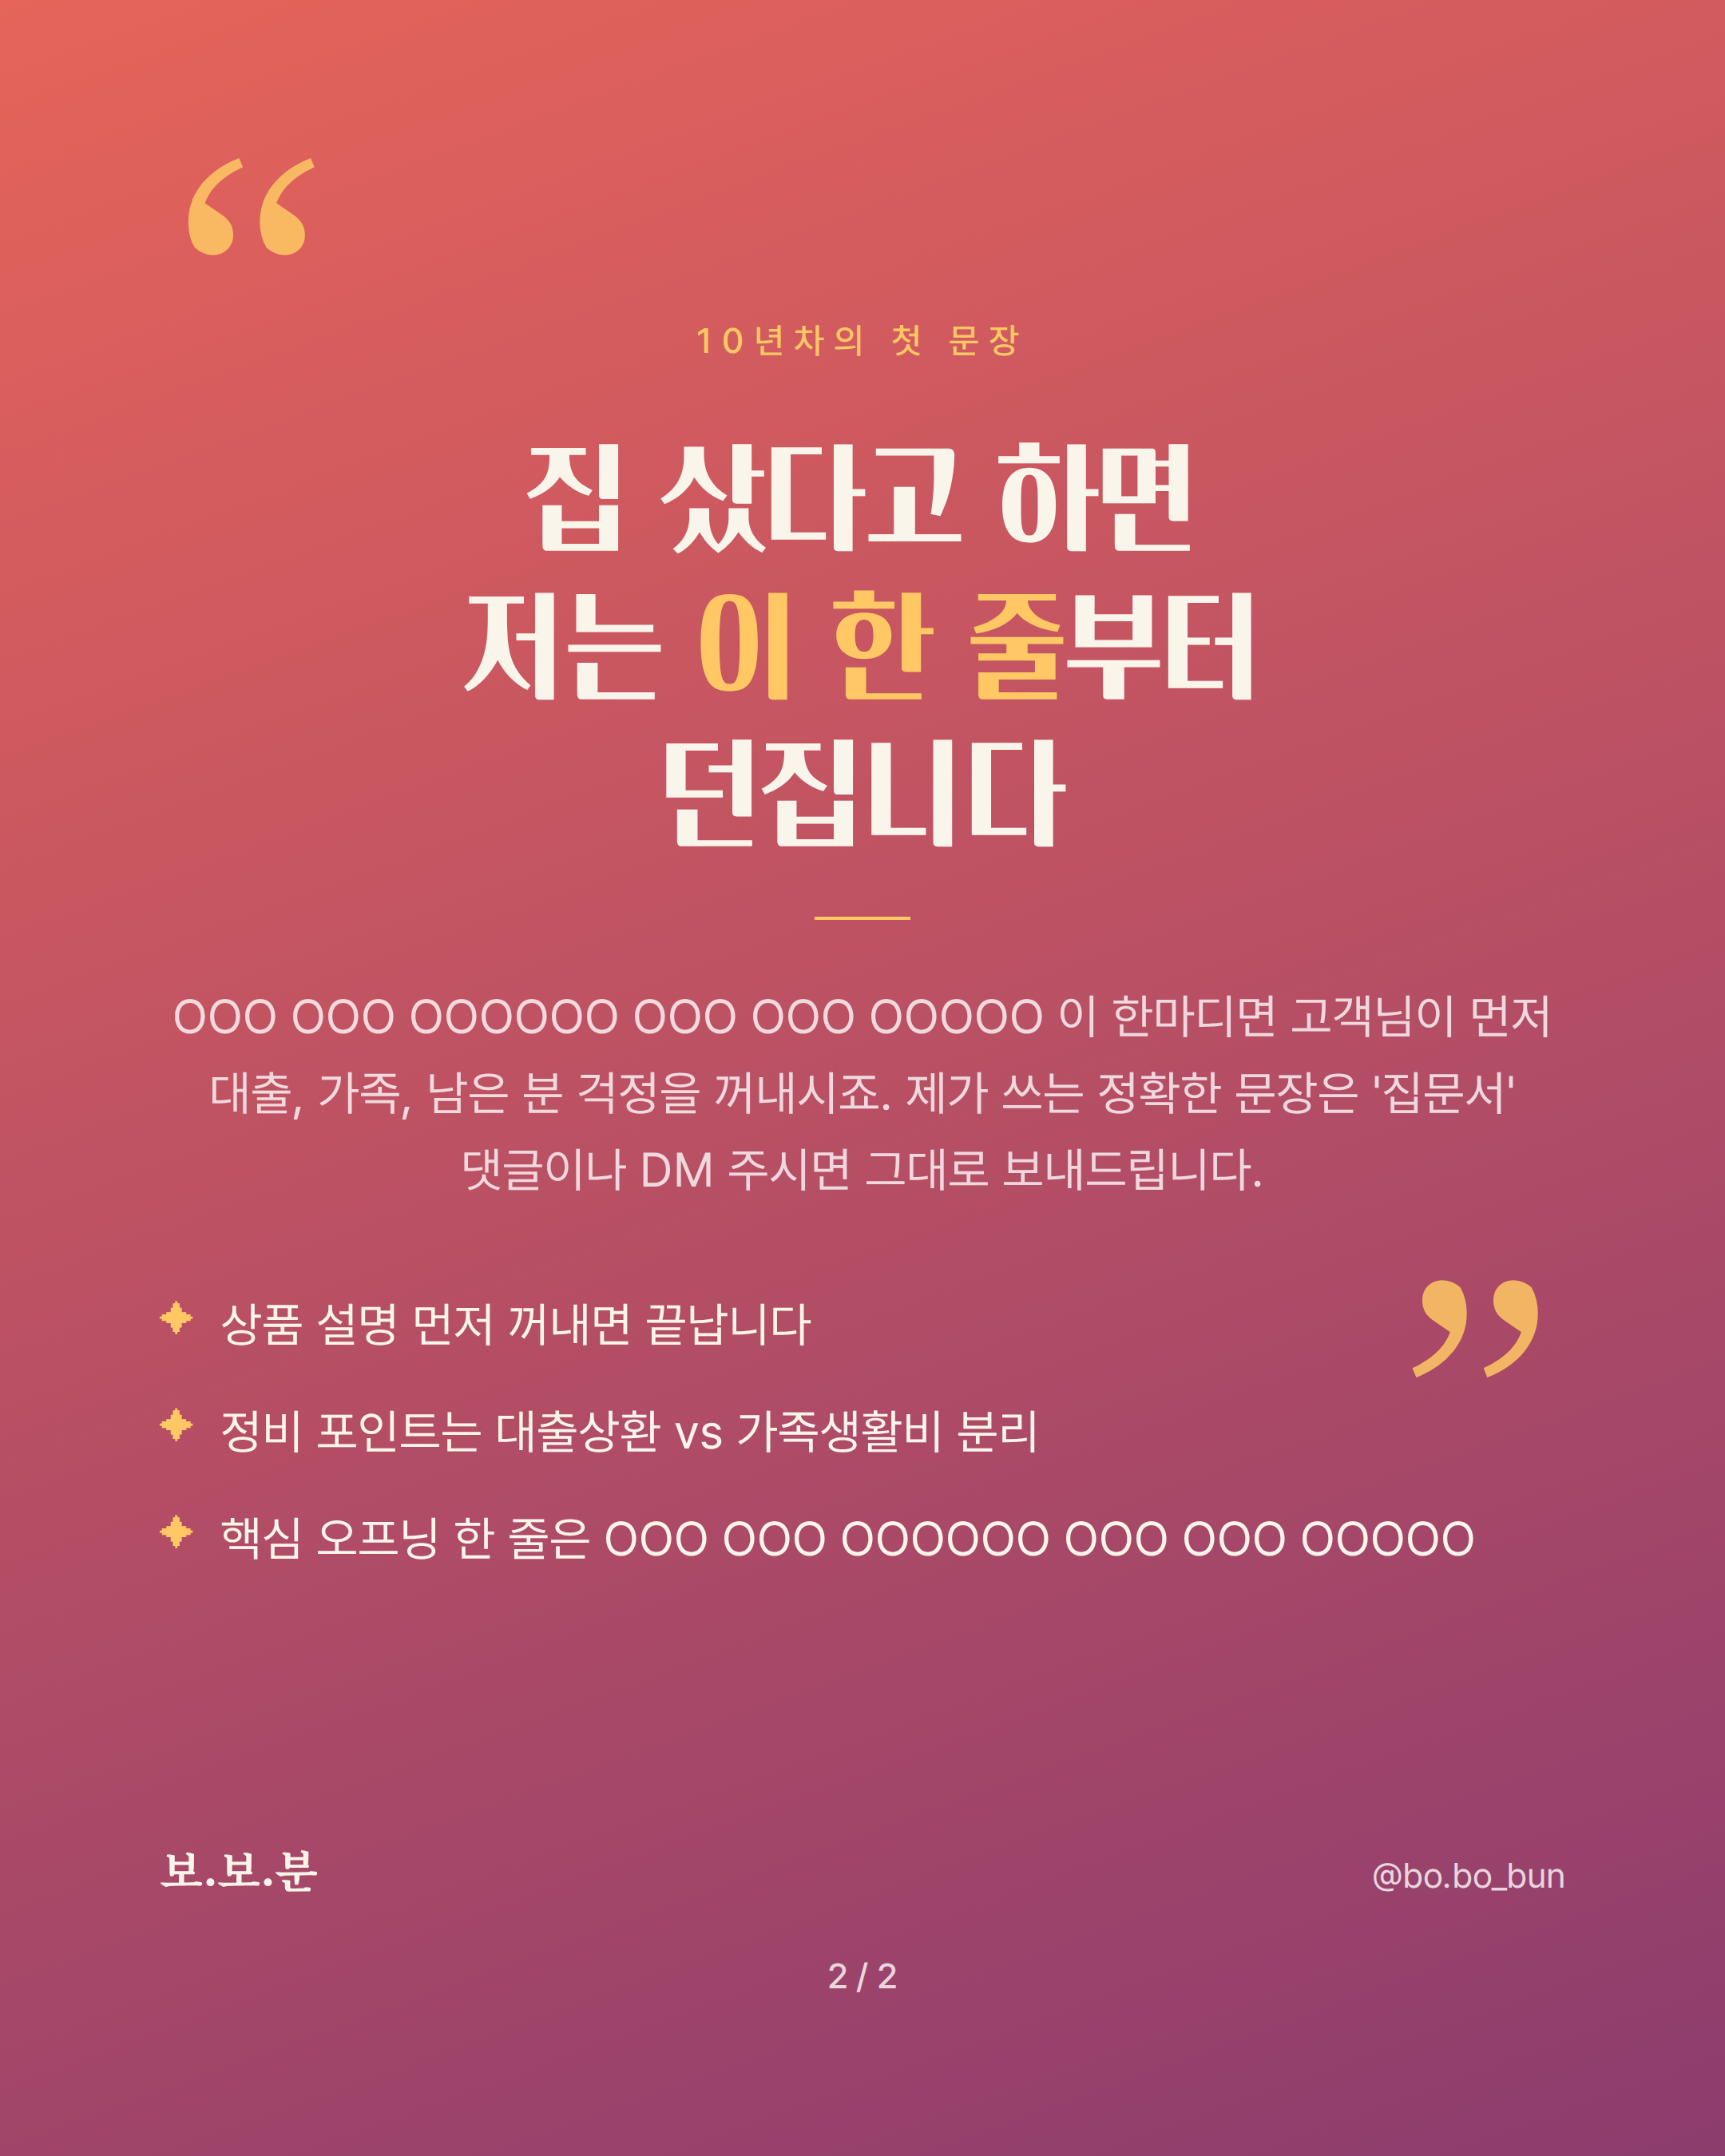 “
10년차의 첫 문장
집 샀다고 하면
저는 이 한 줄부터
던집니다
OOO OOO OOOOOO OOO OOO OOOOO 이 한마디면 고객님이 먼저
대출, 가족, 남은 분 걱정을 꺼내시죠. 제가 쓰는 정확한 문장은 '집문서'
댓글이나 DM 주시면 그대로 보내드립니다.
”
✦ 상품 설명 먼저 꺼내면 끝납니다
✦ 정비 포인트는 대출상환 vs 가족생활비 분리
✦ 핵심 오프닝 한 줄은 OOO OOO OOOOOO OOO OOO OOOOO
보.보.분
@bo.bo_bun
2 / 2